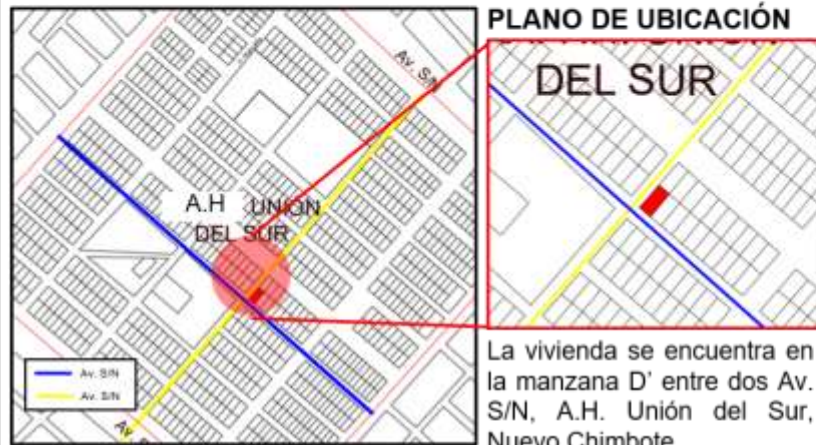 PLANO DE UBICACIÓN
Av. S/N
A.H UNION
DEL SUR
Av. S/N
Av. S/N
Av.
DEL SUR
La vivienda se encuentra en
la manzana D' entre dos Av.
S/N, A.H. Unión del Sur,
Nuevo Chimbote